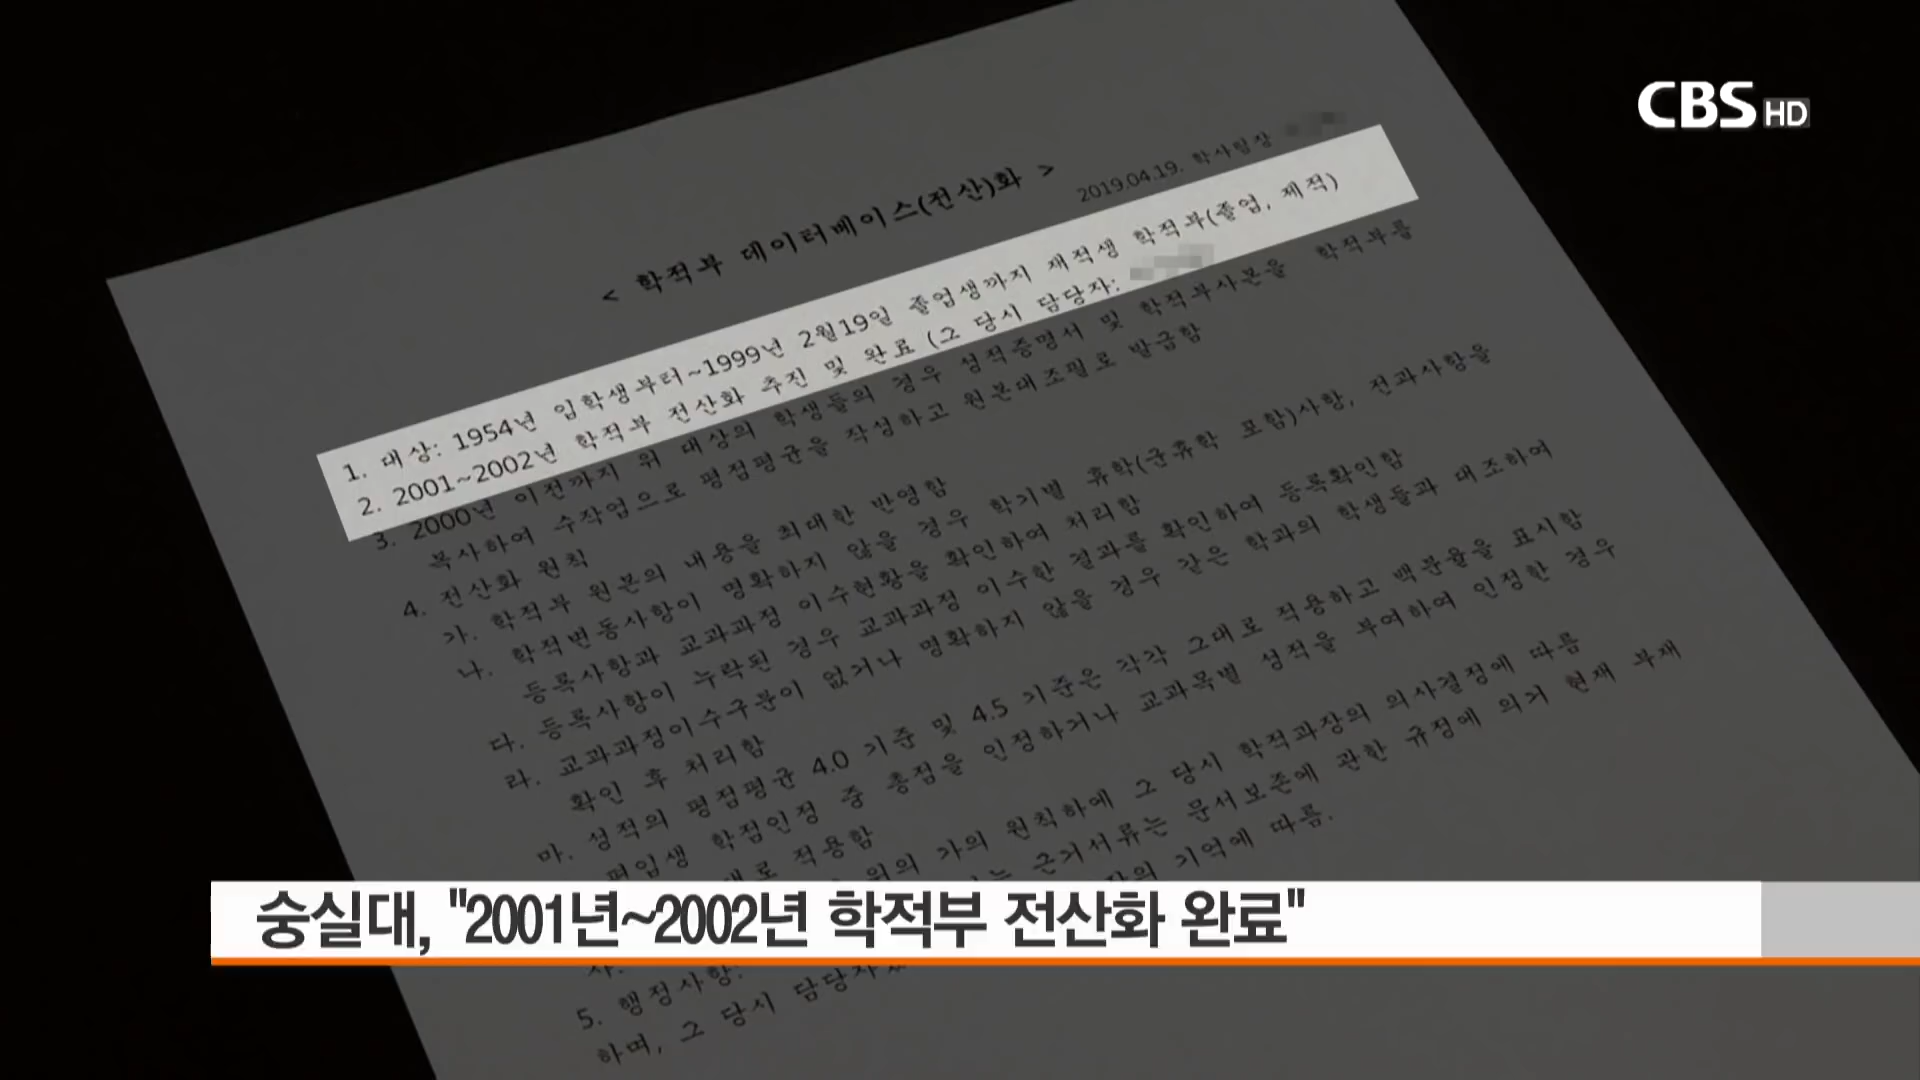 CBS HD
< 학적부 데이터베이스(전산)화 >
2019.04.19. 학사팀장
1. 대상: 1954년 입학생부터~1999년 2월19일 졸업생까지 재적생 학적부(졸업, 제적)
2. 2001~2002년 학적부 전산화 추진 및 완료 (그 당시 담당자:
3. 2000년 이전까지 위 대상의 학생들의 경우 성적증명서 및 학적부사본을 학적부를
복사하여 수작업으로 평점평균을 작성하고 원본대조필로 발급함
4. 전산화 원칙
가. 학적부 원본의 내용을 최대한 반영함
나. 학적변동사항이 명확하지 않을 경우 학기별 휴학(군휴학 포함)사항, 전과사항을
등록사항과 교과과정 이수현황을 확인하여 처리함
다. 등록사항이 누락된 경우 교과과정 이수한 결과를 확인하여 등록확인함
라. 교과과정이수구분이 없거나 명확하지 않을 경우 같은 학과의 학생들과 대조하여
확인 후 처리함
마. 성적의 평점평균 4.0 기준 및 4.5 기준은 각각 그대로 적용하고 백분율을 표시함
편입생 학점인정 중 총점을 인정하거나 교과목별 성적을 부여하여 인정한 경우
대로 적용함
위의 가의 원칙하에 그 당시 학적과장의 의사결정에 따름
는 근거서류는 문서보존에 관한 규정에 의거 현재 부재
의 기억에 따름.
숭실대, "2001년~2002년 학적부 전산화 완료"
사.
5. 행정사항:
하며, 그 당시 담당자